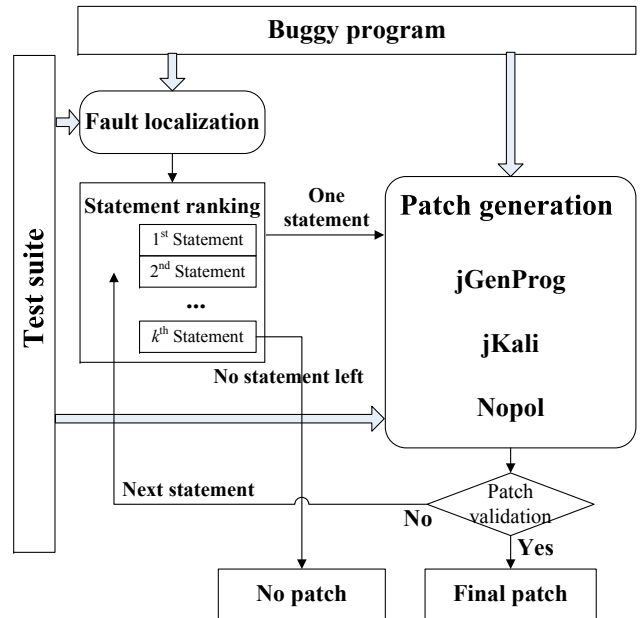 Buggy program
Test suite
Fault localization
Statement ranking
1st Statement
2nd Statement
...
kth Statement
One
statement
Patch generation
jGenProg
jKali
Nopol
No statement left
Next statement
Patch
validation
No
Yes
No patch
Final patch